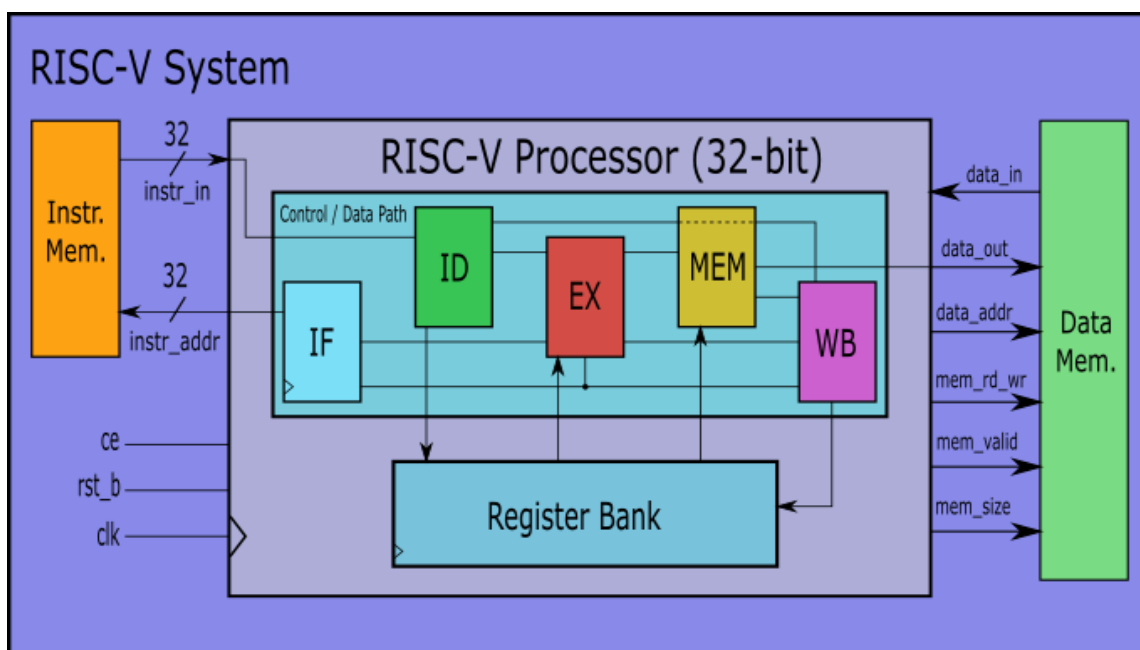 RISC-V System
Instr.
Mem.
32
instr_in
32
instr_addr
ce
rst_b
clk
RISC-V Processor (32-bit)
Control / Data Path
ID
IF
EX
MEM
WB
Register Bank
data_in
data_out
data_addr
mem_rd_wr
mem_valid
mem_size
Data
Mem.